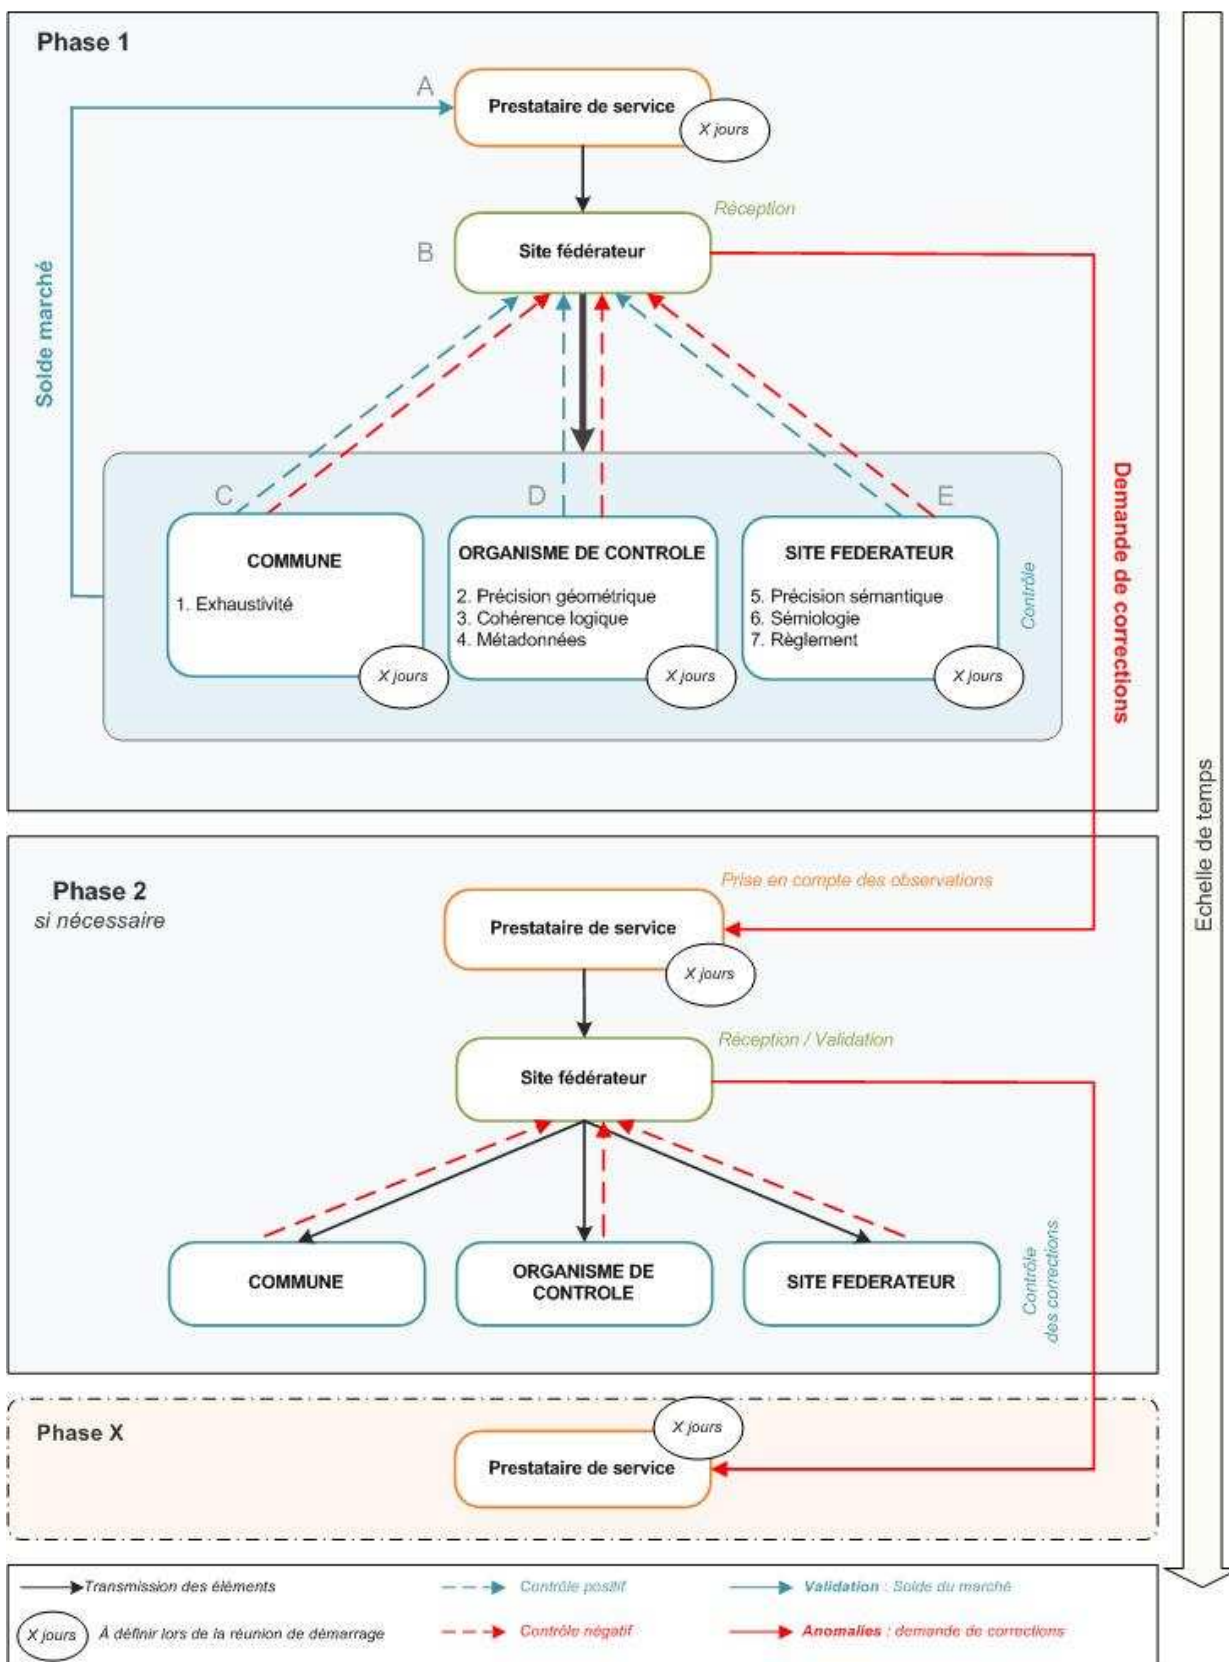 Phase 1
A
Prestataire de service
X jours
Réception
B
Site fédérateur
Solde marché
C
D
E
COMMUNE
1. Exhaustivité
X jours
ORGANISME DE CONTROLE
2. Précision géométrique
3. Cohérence logique
4. Métadonnées
X jours
SITE FEDERATEUR
5. Précision sémantique
6. Sémiologie
7. Règlement
X jours
Contrôle
Demande de corrections
Echelle de temps
Phase 2
si nécessaire
Prise en compte des observations
Prestataire de service
X jours
Réception / Validation
Site fédérateur
COMMUNE
ORGANISME DE
CONTROLE
SITE FEDERATEUR
Contrôle
des corrections
Phase X
X jours
Prestataire de service
Transmission des éléments
Contrôle positif
Validation : Solde du marché
X jours
À définir lors de la réunion de démarrage
Contrôle négatif
Anomalies : demande de corrections